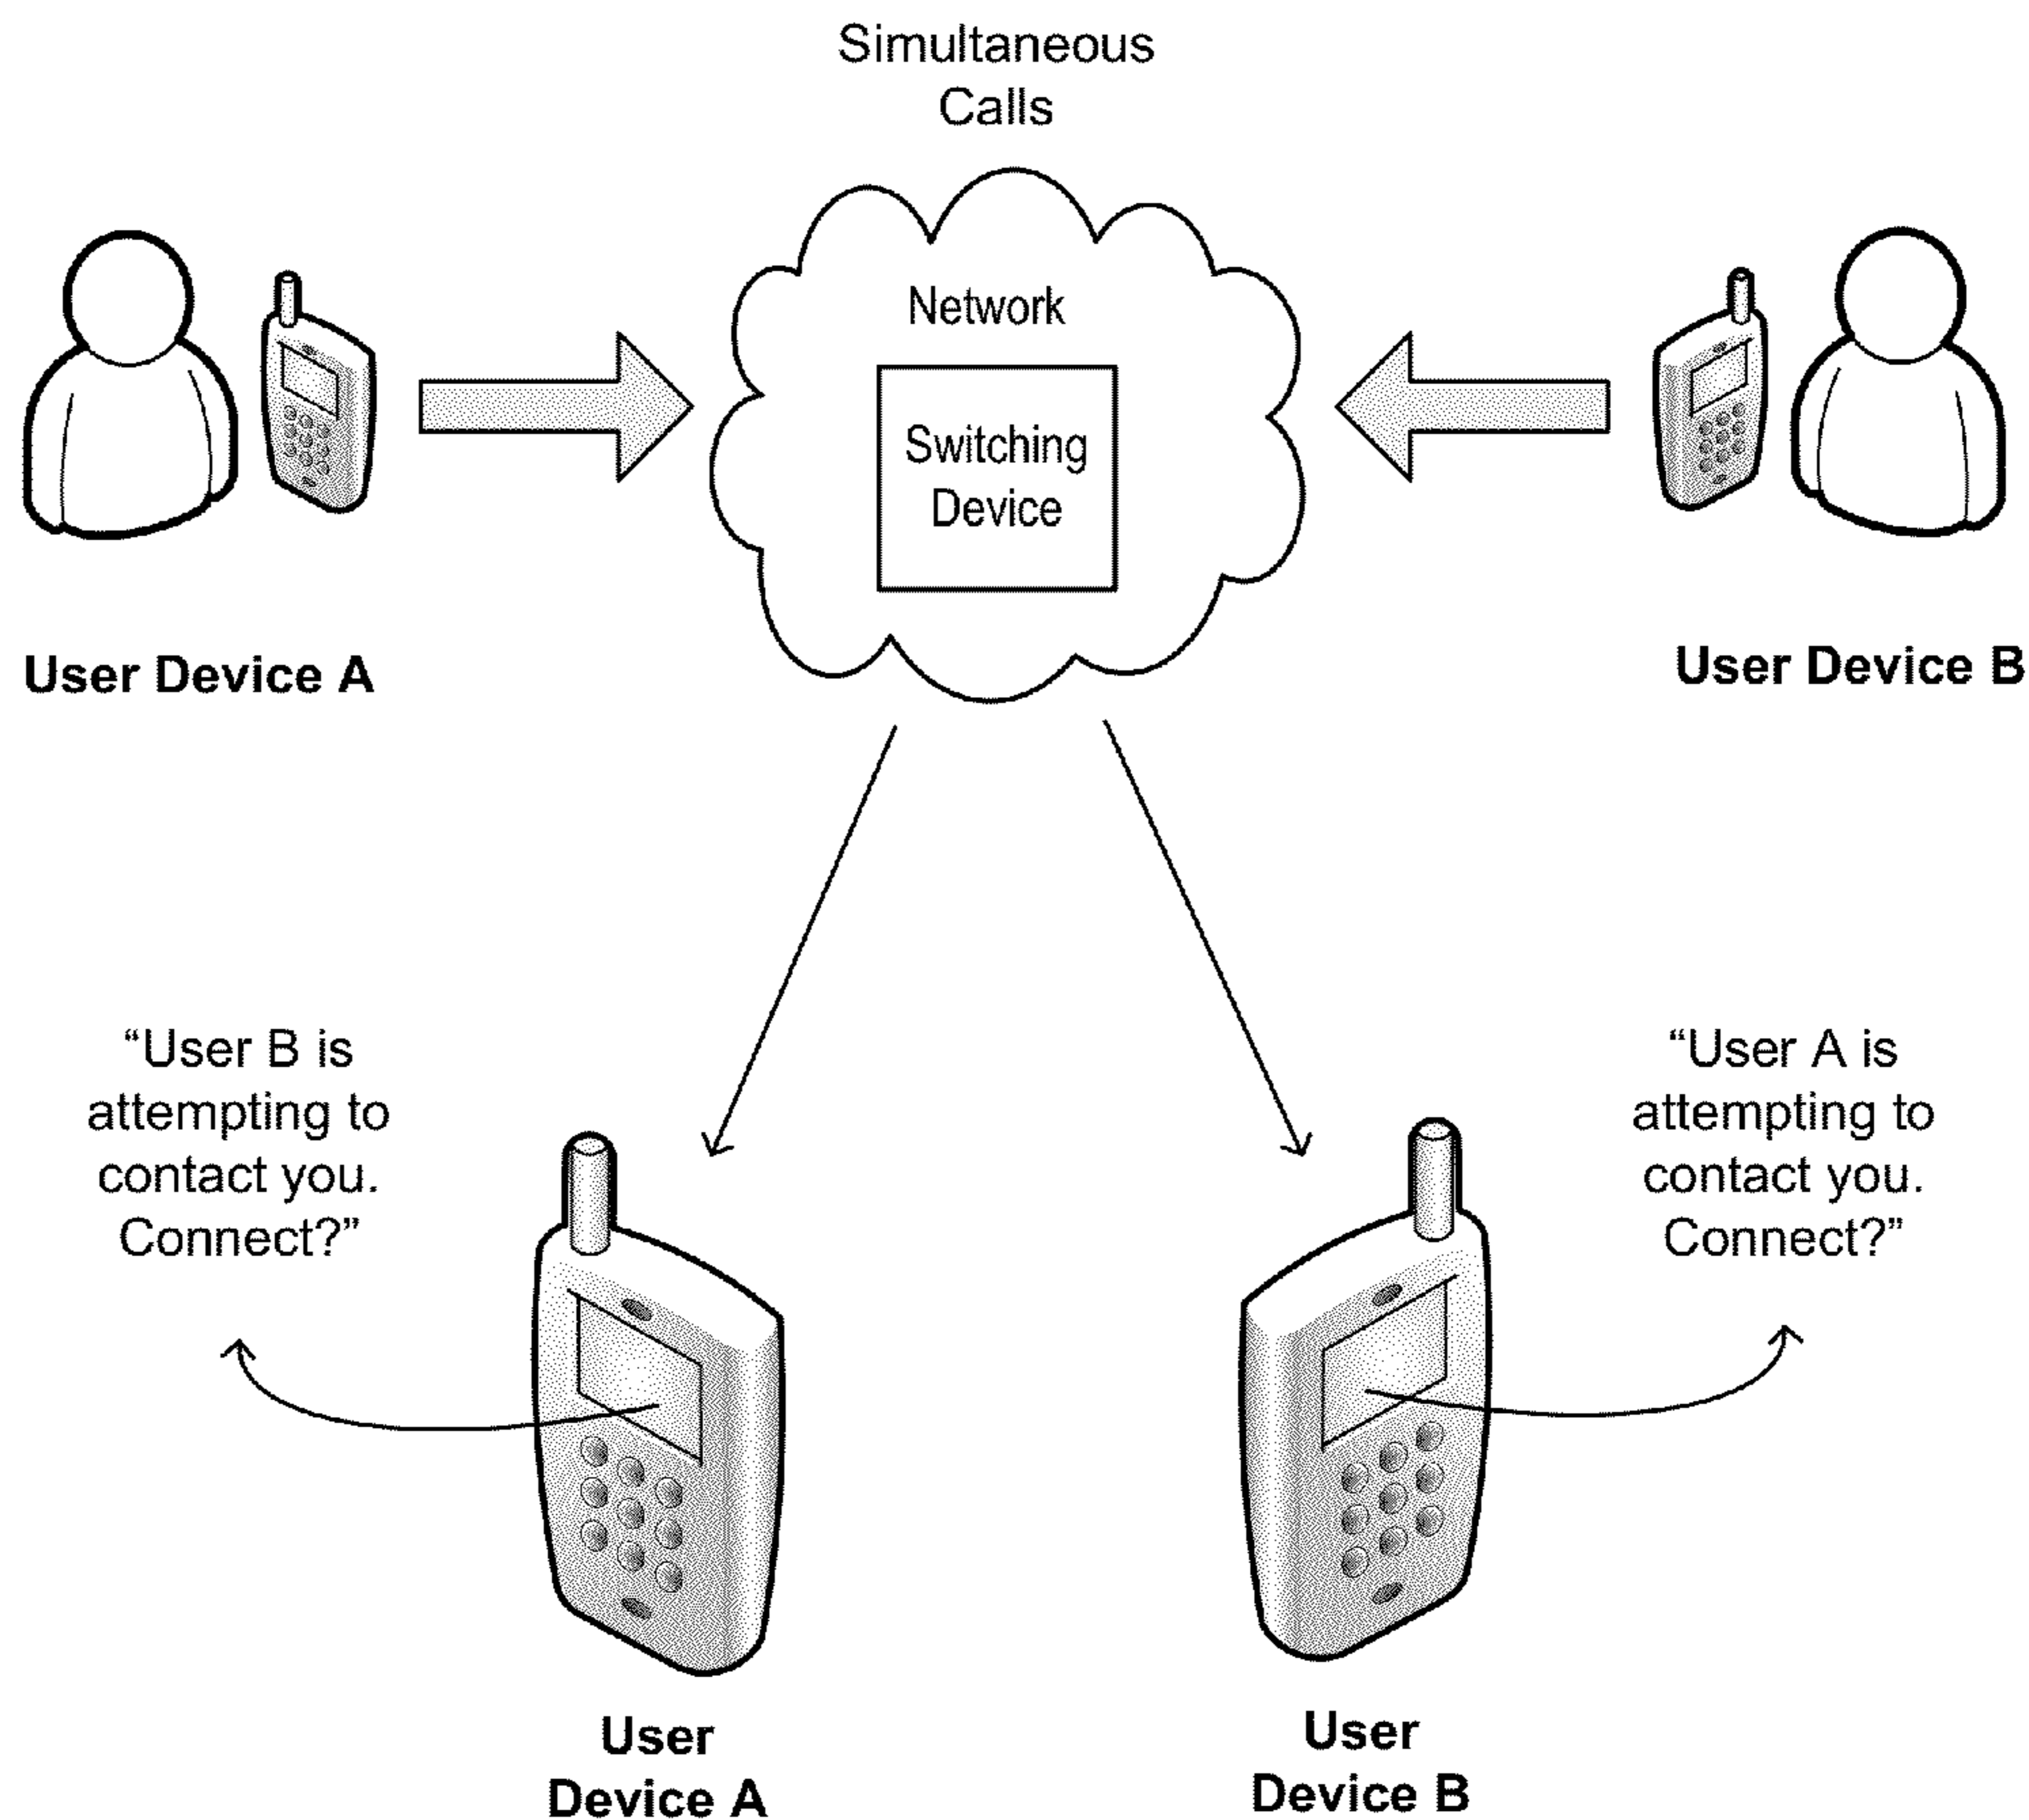 Simultaneous
Calls
Network
Switching
Device
User Device A
User Device B
“User B is
attempting to
contact you.
Connect?”
“User A is
attempting to
contact you.
Connect?”
User
Device A
User
Device B